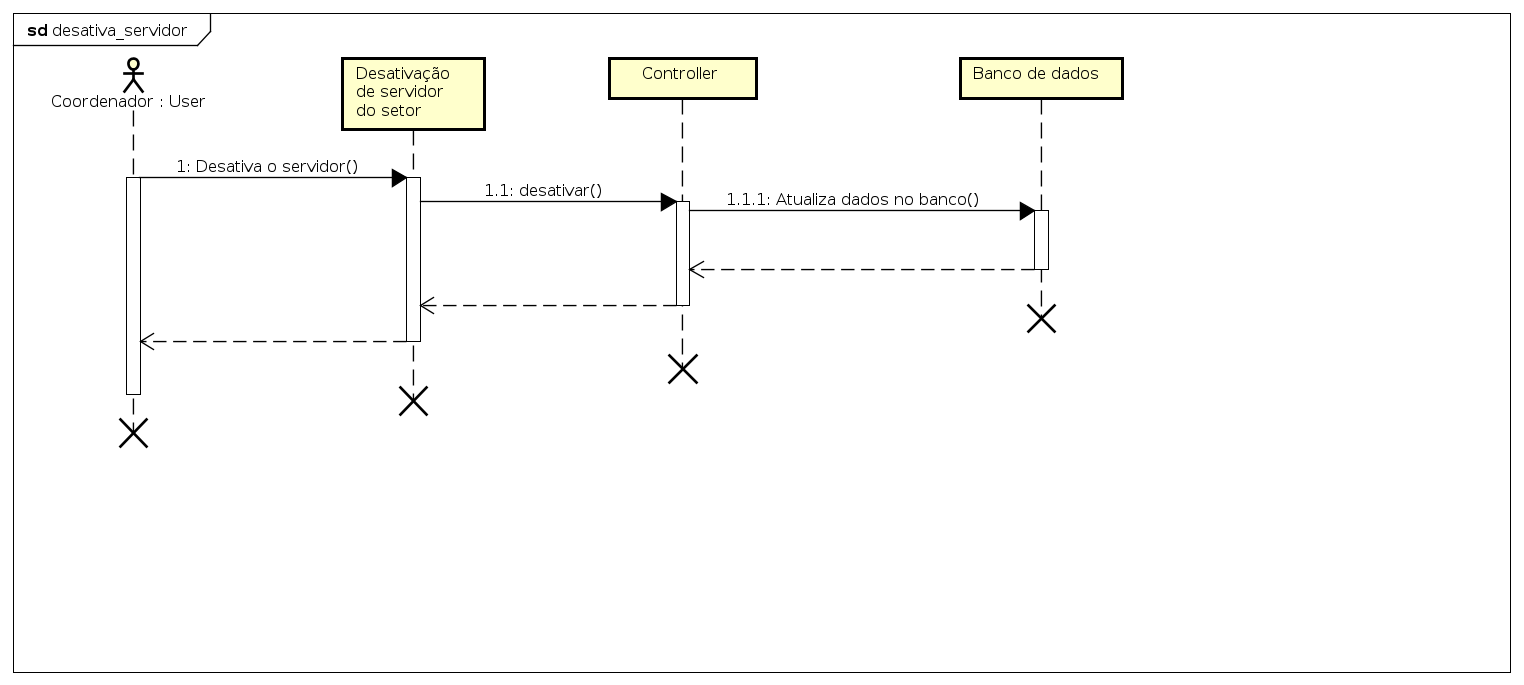 sd desativa_servidor
Coordenador : User
Desativação
de servidor
do setor
Controller
Banco de dados
1: Desativa o servidor()
1.1: desativar()
1.1.1: Atualiza dados no banco()